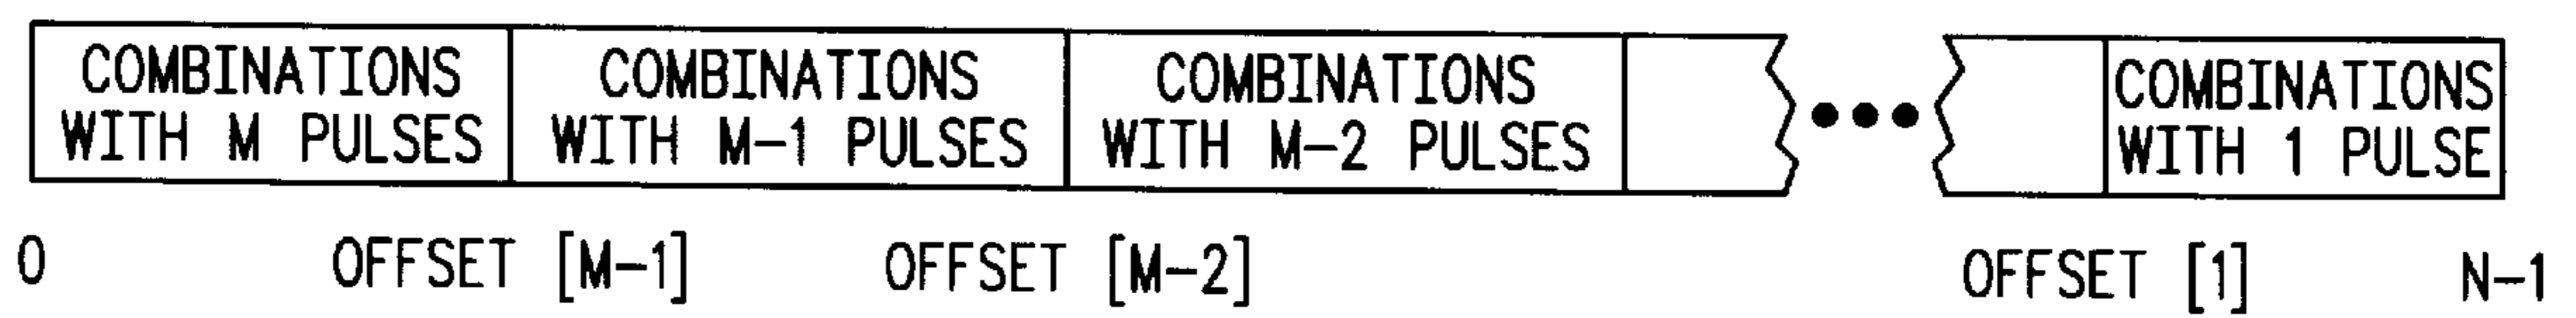 COMBINATIONS WITH M PULSES
COMBINATIONS WITH M-1 PULSES
COMBINATIONS WITH M-2 PULSES
COMBINATIONS WITH 1 PULSE
0 OFFSET [M-1] OFFSET [M-2] OFFSET [1] N-1